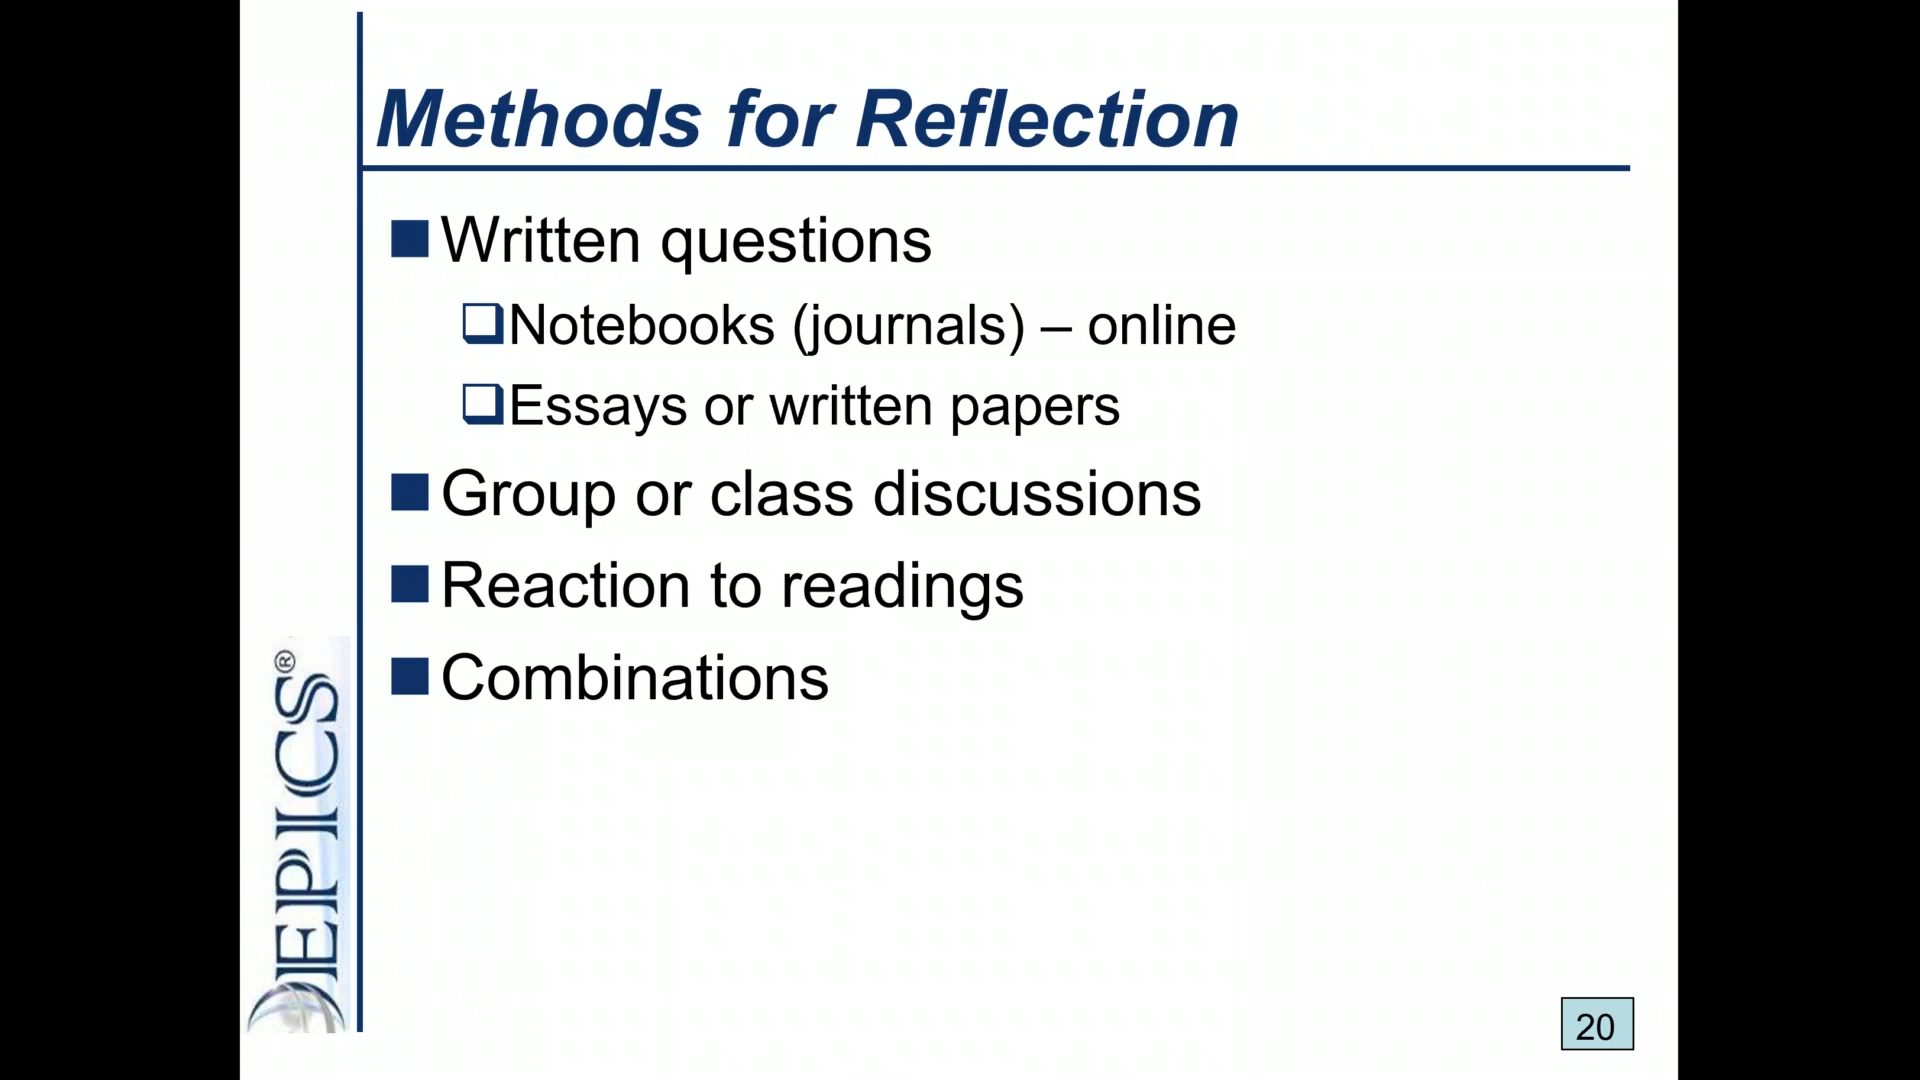 Methods for Reflection
Written questions
Notebooks (journals) – online
Essays or written papers
Group or class discussions
Reaction to readings
Combinations
EPICS®
20